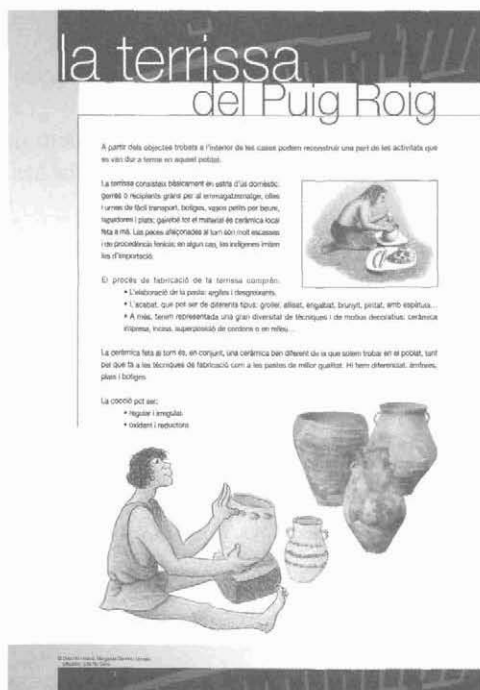 la terrissa
del Puig Roig
A partir dels objectes trobats a l'interior de les cases podem reconstruir una part de les activitats que
es van dur a terme en aquest poblat.
La terrissa consisteix bàsicament en estris d'ús domèstic:
gerres o recipients grans per al emmagatzematge, olles
i urnes de fàcil transport, botiges, vasos petits per beure,
tapadores i plats; gairebé tot el material és ceràmica local
feta a mà. Les peces afeiçonades al torn són molt escasses
i de procedència fenícia; en algun cas, les indígenes imiten
les d'importació.
El procés de fabricació de la terrissa comprèn:
• L'elaboració de la pasta: argiles i desgreixants.
• L'acabat, que pot ser de diferents tipus: groller, allisat, engabat, brunyit, pintat, amb espàtula...
• A més, tenim representada una gran diversitat de tècniques i de motius decoratius: ceràmica
impresa, incisa, superposició de cordons o en relleu...
La ceràmica feta al torn és, en conjunt, una ceràmica ben diferent de la que solem trobar en el poblat, tant
pel que fa a les tècniques de fabricació com a les pastes de millor qualitat. Hi hem diferenciat: àmfores,
plats i botiges.
La cocció pot ser:
• regular i irregular.
• oxidant i reductora.